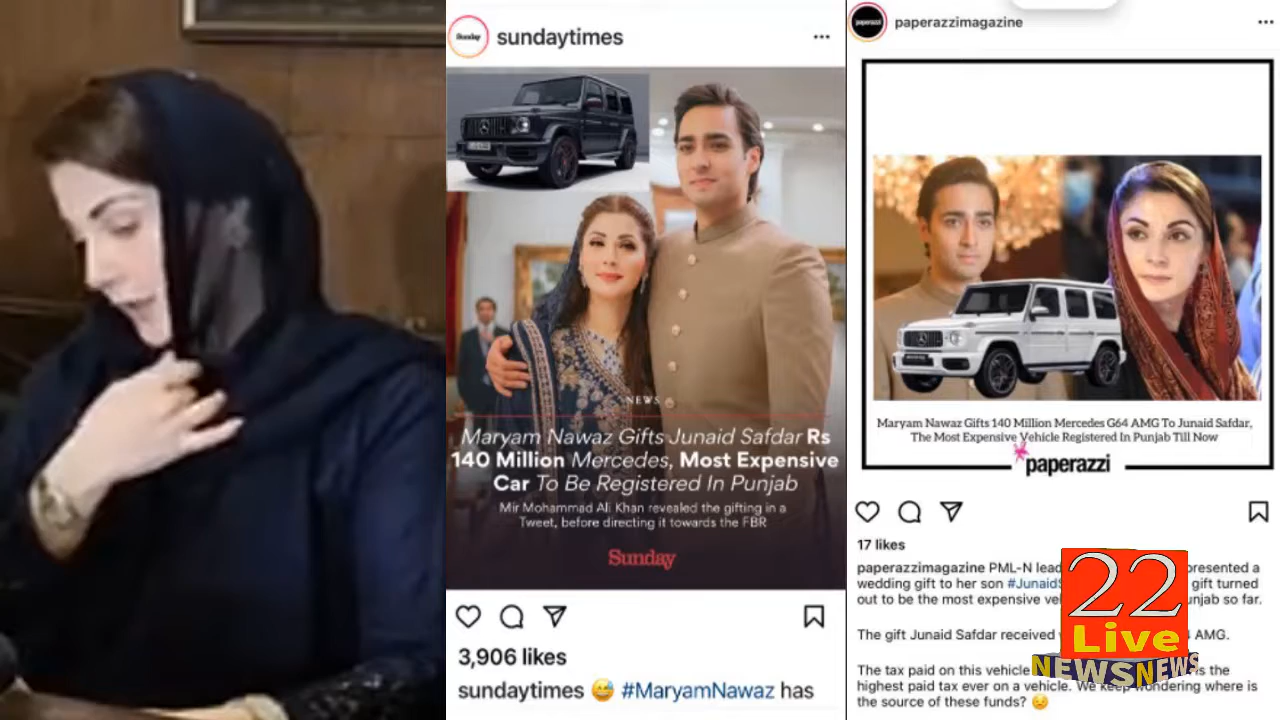 Sunday
sundaytimes
NEWS
Maryam Nawaz Gifts Junaid Safdar Rs
140 Million Mercedes, Most Expensive
Car To Be Registered In Punjab
Mir Mohammad Ali Khan revealed the gifting in a
Tweet, before directing it towards the FBR
Sunday
3,906 likes
sundaytimes 😅 #MaryamNawaz has
paperazzi
paperazzimagazine
Maryam Nawaz Gifts 140 Million Mercedes G64 AMG To Junaid Safdar,
The Most Expensive Vehicle Registered In Punjab Till Now
paperazzi
17 likes
paperazzimagazine PML-N lead presented a
wedding gift to her son #Junaid gift turned
out to be the most expensive unjab so far.
The gift Junaid Safdar received AMG.
The tax paid on this vehicle is the
highest paid tax ever on a vehicle. We keep wondering where is
the source of these funds? 😟
22
Live
NEWSNEWS